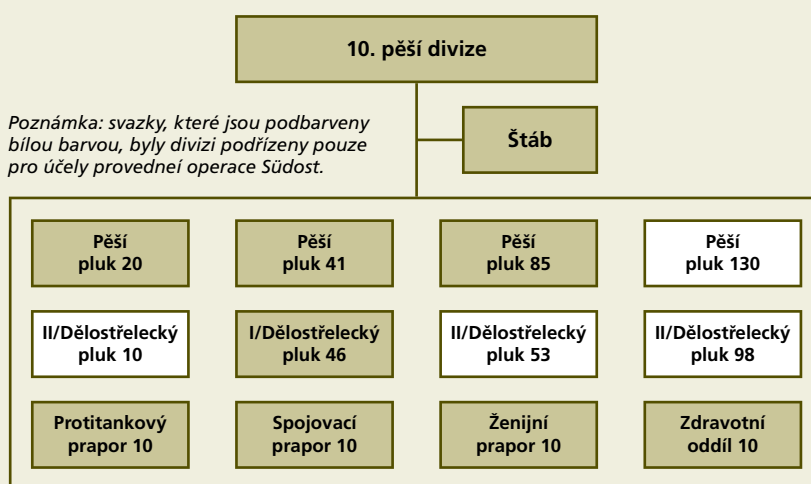 10. pěší divize
Poznámka: svazky, které jsou podbarveny
bílou barvou, byly divizi podřízeny pouze
pro účely provedneí operace Südost.
Štáb
Pěší
pluk 20
Pěší
pluk 41
Pěší
pluk 85
Pěší
pluk 130
II/Dělostřelecký
pluk 10
I/Dělostřelecký
pluk 46
II/Dělostřelecký
pluk 53
II/Dělostřelecký
pluk 98
Protitankový
prapor 10
Spojovací
prapor 10
Ženijní
prapor 10
Zdravotní
oddíl 10